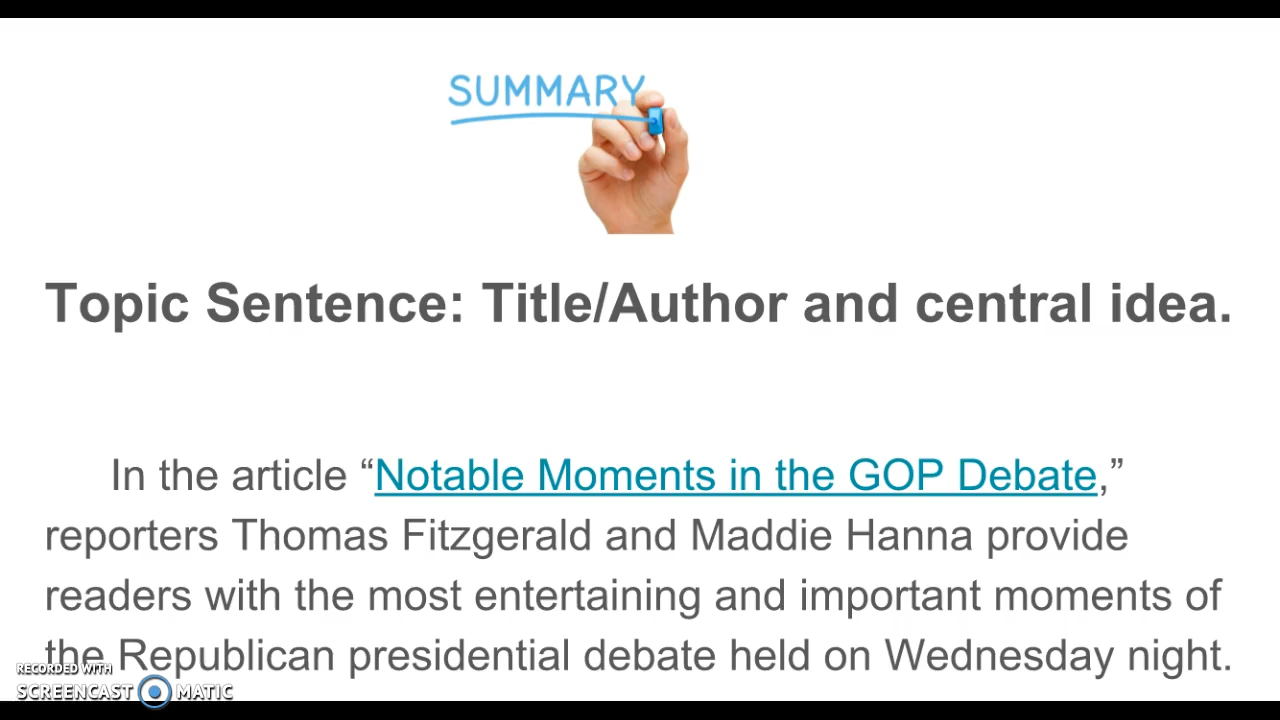 SUMMARY
Topic Sentence: Title/Author and central idea.
In the article “Notable Moments in the GOP Debate,”
reporters Thomas Fitzgerald and Maddie Hanna provide
readers with the most entertaining and important moments of
the Republican presidential debate held on Wednesday night.
RECORDED WITH
SCREENCAST MATIC